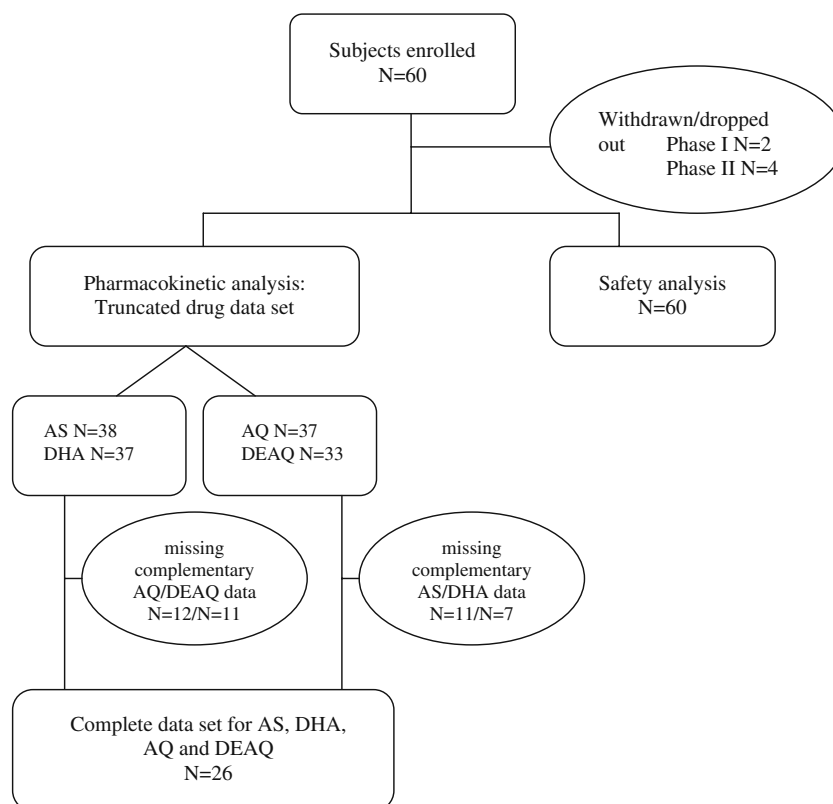 Subjects enrolled
N=60
Withdrawn/dropped
out Phase I N=2
Phase II N=4
Pharmacokinetic analysis:
Truncated drug data set
Safety analysis
N=60
AS N=38
DHA N=37
AQ N=37
DEAQ N=33
missing
complementary
AQ/DEAQ data
N=12/N=11
missing
complementary
AS/DHA data
N=11/N=7
Complete data set for AS, DHA,
AQ and DEAQ
N=26